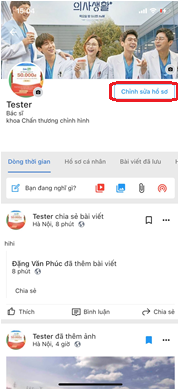 15:08
의사생활
50.000đ
Chỉnh sửa hồ sơ
Tester
Bác sĩ
khoa Chấn thương chỉnh hình
Dòng thời gian
Hồ sơ cá nhân
Bài viết đã lưu
Bạn đang nghĩ gì?
Tester chia sẻ bài viết
Hà Nội, 8 phút
hihi
Đặng Văn Phúc đã thêm bài viết
8 phút
Chia sẻ
Thích
Bình luận
Chia sẻ
Tester đã thêm ảnh
Hà Nội, 4 giờ